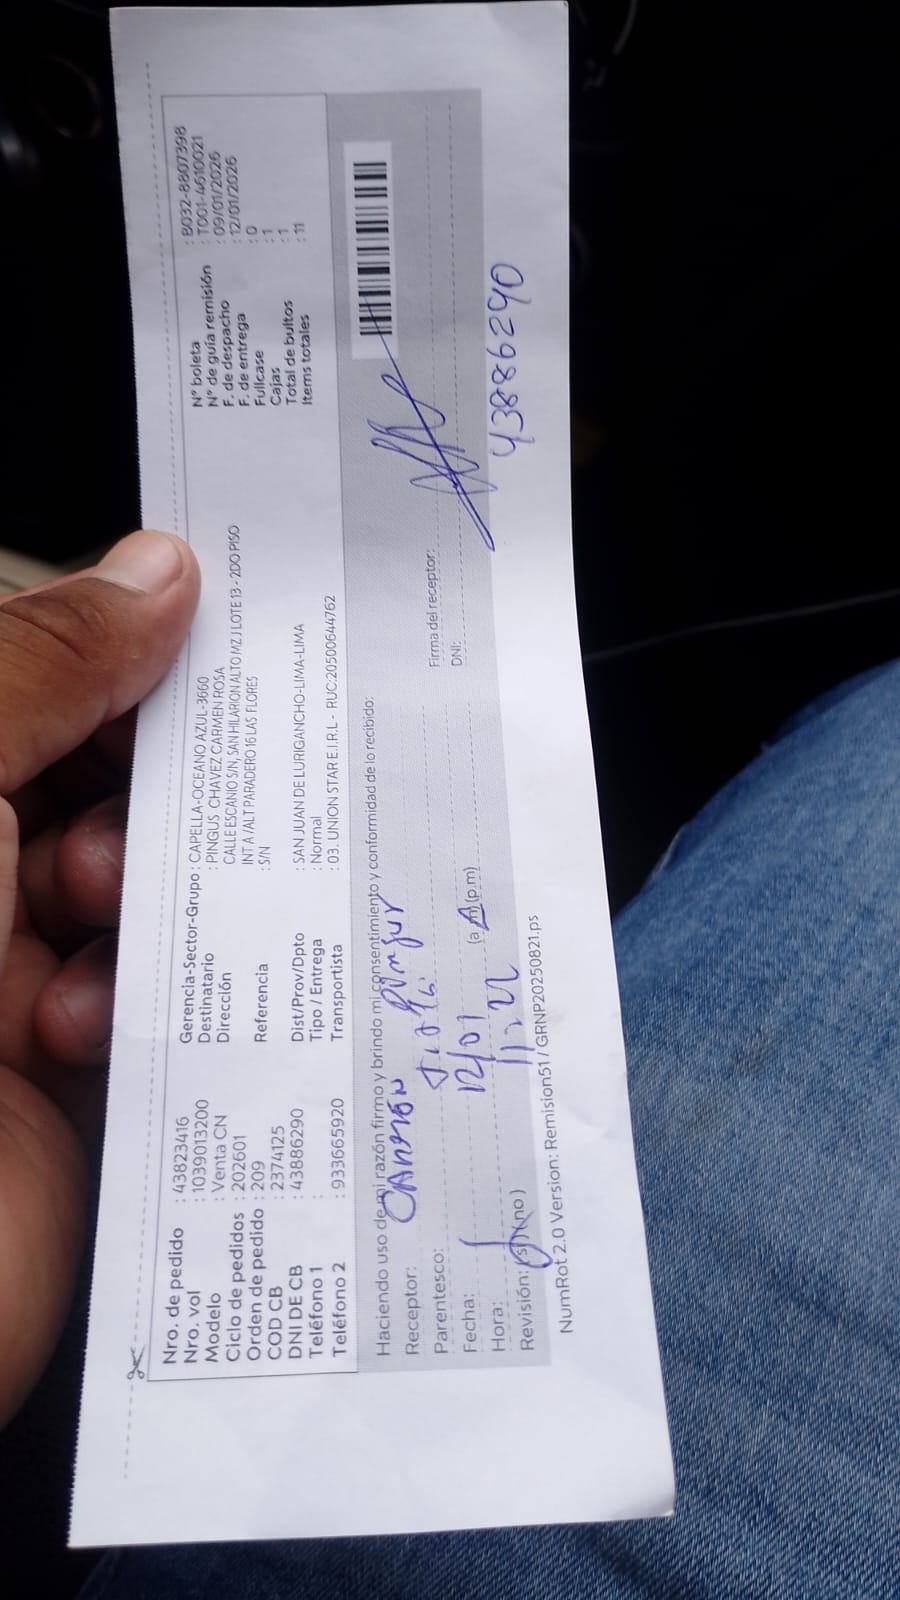 Nro. de pedido : 43823416
Nro. vol : 1039013200
Modelo : Venta CN
Ciclo de pedidos : 202601
Orden de pedido : 209
COD CB : 2374125
DNI DE CB : 43886290
Teléfono 1 :
Teléfono 2 : 933665920
Gerencia-Sector-Grupo : CAPELLA-OCEANO AZUL-3660
Destinatario : PINGUS CHAVEZ CARMEN ROSA
Dirección : CALLE ESCANIO S/N, SAN HILARION ALTO MZ J LOTE 13 - 2DO PISO
INT A /ALT PARADERO 16 LAS FLORES
Referencia : S/N
Dist/Prov/Dpto : SAN JUAN DE LURIGANCHO-LIMA-LIMA
Tipo / Entrega : Normal
Transportista : 03. UNION STAR E.I.R.L - RUC:20500644762
N° boleta : B032-8807398
N° de guía remisión : T001-4610021
F. de despacho : 09/01/2026
F. de entrega : 12/01/2026
Fullcase : 0
Cajas : 1
Total de bultos : 1
Items totales : 11
Haciendo uso de mi razón firmo y brindo mi consentimiento y conformidad de lo recibido:
Receptor: CARMEN
Parentesco:
Fecha: 12/01
Hora: 11:22 (a.m)(p.m)
Revisión: (si) (no)
Firma del receptor:
DNI: 43886290
NumRot 2.0 Version: Remision51 / GRNP20250821.ps